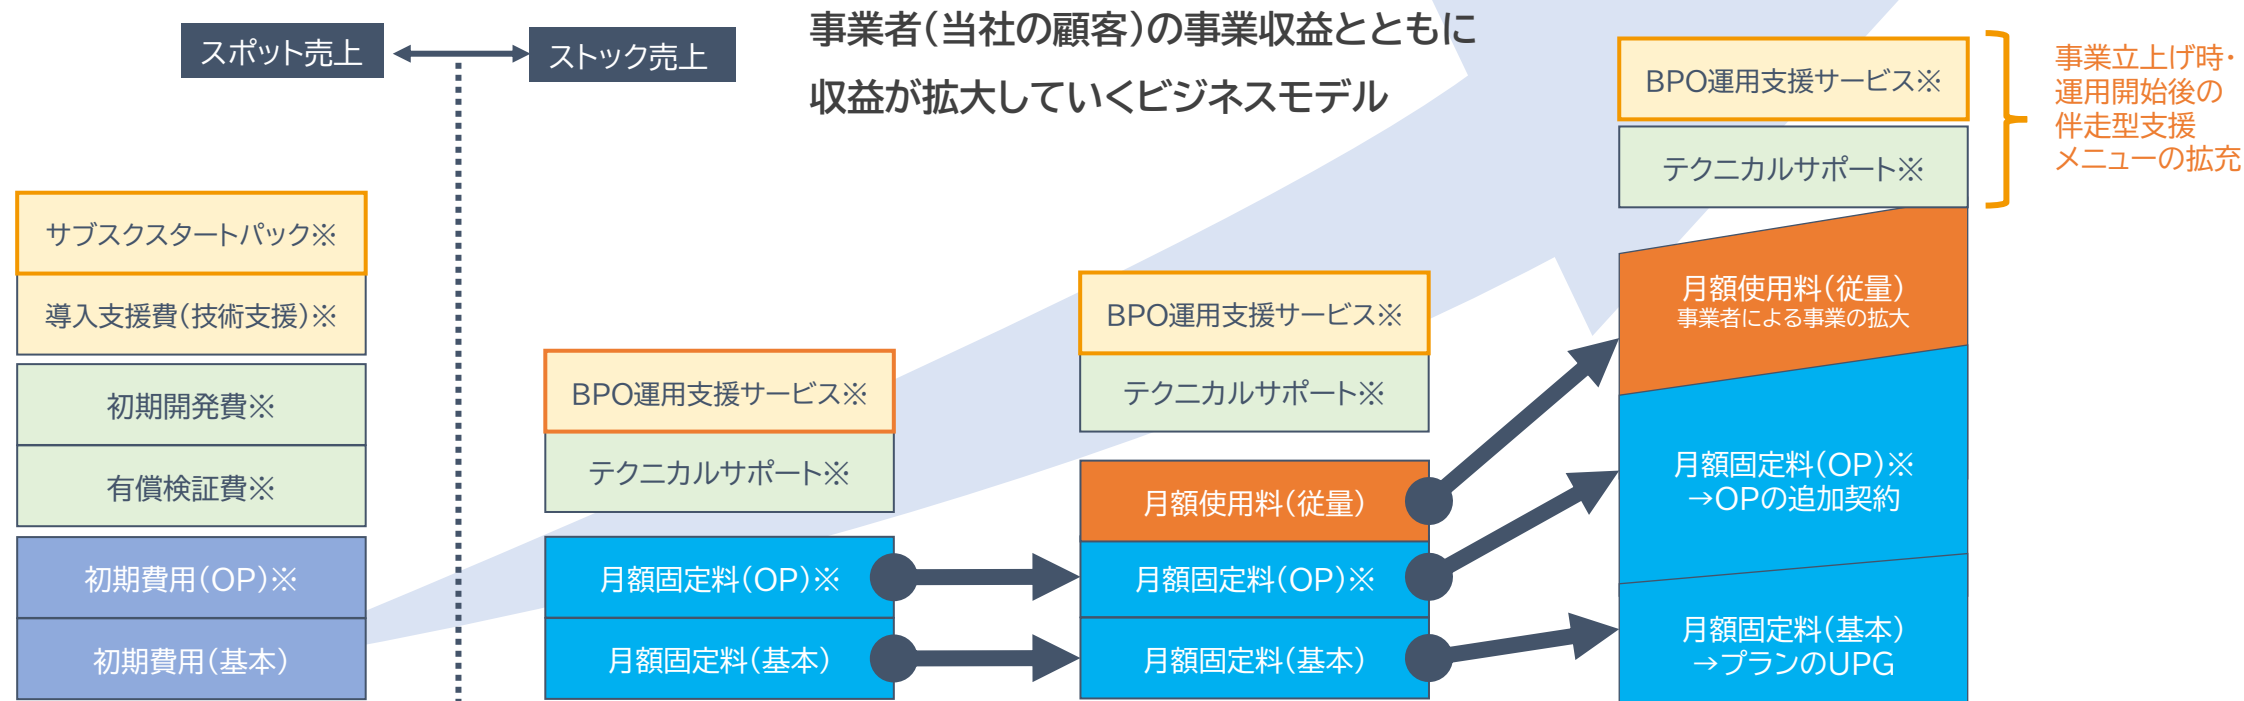 スポット売上
ストック売上
事業者(当社の顧客)の事業収益とともに
収益が拡大していくビジネスモデル
サブスクスタートパック※
導入支援費(技術支援)※
初期開発費※
有償検証費※
初期費用(OP)※
初期費用(基本)
BPO運用支援サービス※
テクニカルサポート※
月額固定料(OP)※
月額固定料(基本)
BPO運用支援サービス※
テクニカルサポート※
月額使用料(従量)
月額固定料(OP)※
月額固定料(基本)
BPO運用支援サービス※
テクニカルサポート※
月額使用料(従量)
事業者による事業の拡大
月額固定料(OP)※
→OPの追加契約
月額固定料(基本)
→プランのUPG
事業立上げ時・
運用開始後の
伴走型支援
メニューの拡充